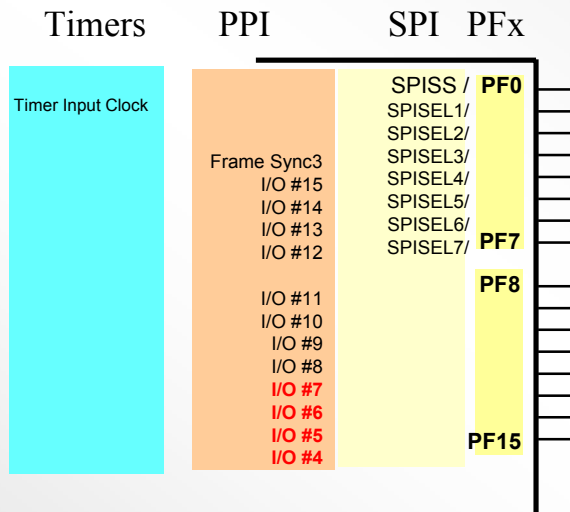 Timers PPI SPI PFx
SPISS / PF0
Timer Input Clock SPISEL1/
SPISEL2/
Frame Sync3 SPISEL3/
I/O #15 SPISEL4/
I/O #14 SPISEL5/
I/O #13 SPISEL6/
I/O #12 SPISEL7/ PF7
PF8
I/O #11
I/O #10
I/O #9
I/O #8
I/O #7
I/O #6
I/O #5 PF15
I/O #4